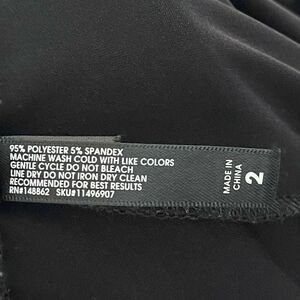 95% POLYESTER 5% SPANDEX
MACHINE WASH COLD WITH LIKE COLORS
GENTLE CYCLE DO NOT BLEACH
LINE DRY DO NOT IRON DRY CLEAN
RECOMMENDED FOR BEST RESULTS
RN#148862 SKU#11496907
MADE IN
CHINA
2